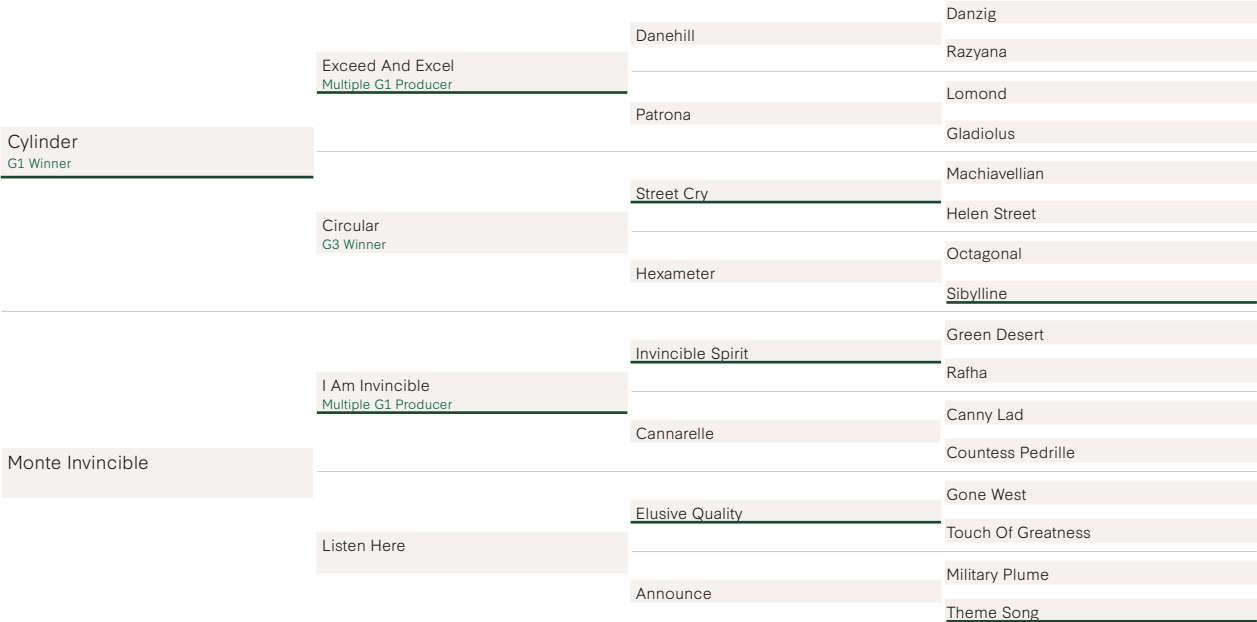 Cylinder
G1 Winner
Monte Invincible
Exceed And Excel
Multiple G1 Producer
Circular
G3 Winner
I Am Invincible
Multiple G1 Producer
Listen Here
Danehill
Patrona
Street Cry
Hexameter
Invincible Spirit
Cannarelle
Elusive Quality
Announce
Danzig
Razyana
Lomond
Gladiolus
Machiavellian
Helen Street
Octagonal
Sibylline
Green Desert
Rafha
Canny Lad
Countess Pedrille
Gone West
Touch Of Greatness
Military Plume
Theme Song